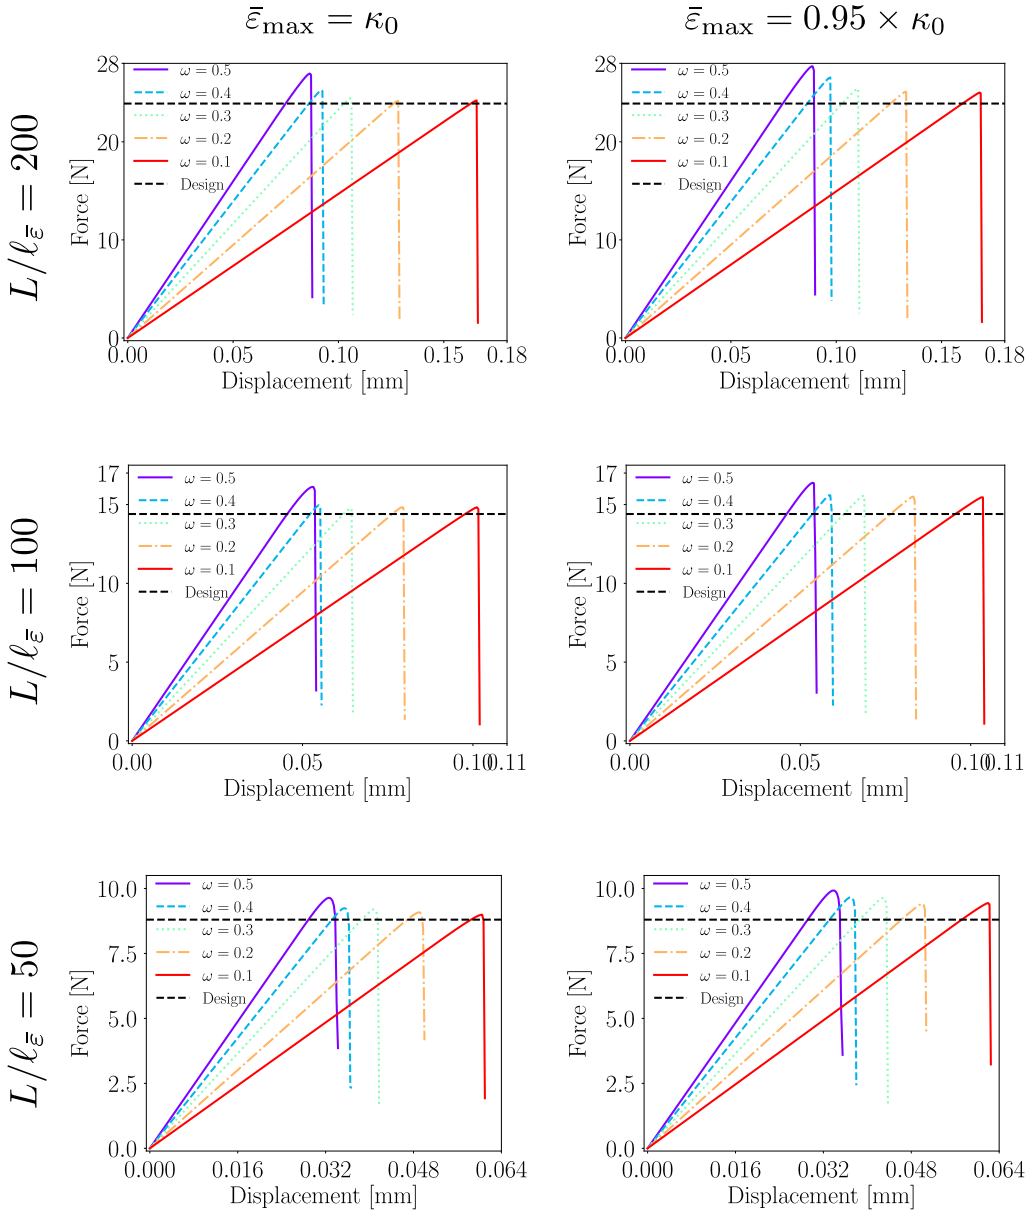 ε̄max = κ0
ε̄max = 0.95 × κ0
L/ℓε̄ = 200
28
20
10
0
Force [N]
ω = 0.5
ω = 0.4
ω = 0.3
ω = 0.2
ω = 0.1
Design
0.00 0.05 0.10 0.15 0.18
Displacement [mm]
28
20
10
0
Force [N]
ω = 0.5
ω = 0.4
ω = 0.3
ω = 0.2
ω = 0.1
Design
0.00 0.05 0.10 0.15 0.18
Displacement [mm]
L/ℓε̄ = 100
17
15
10
5
0
Force [N]
ω = 0.5
ω = 0.4
ω = 0.3
ω = 0.2
ω = 0.1
Design
0.00 0.05 0.10 0.11
Displacement [mm]
17
15
10
5
0
Force [N]
ω = 0.5
ω = 0.4
ω = 0.3
ω = 0.2
ω = 0.1
Design
0.00 0.05 0.10 0.11
Displacement [mm]
L/ℓε̄ = 50
10.0
7.5
5.0
2.5
0.0
Force [N]
ω = 0.5
ω = 0.4
ω = 0.3
ω = 0.2
ω = 0.1
Design
0.000 0.016 0.032 0.048 0.064
Displacement [mm]
10.0
7.5
5.0
2.5
0.0
Force [N]
ω = 0.5
ω = 0.4
ω = 0.3
ω = 0.2
ω = 0.1
Design
0.000 0.016 0.032 0.048 0.064
Displacement [mm]